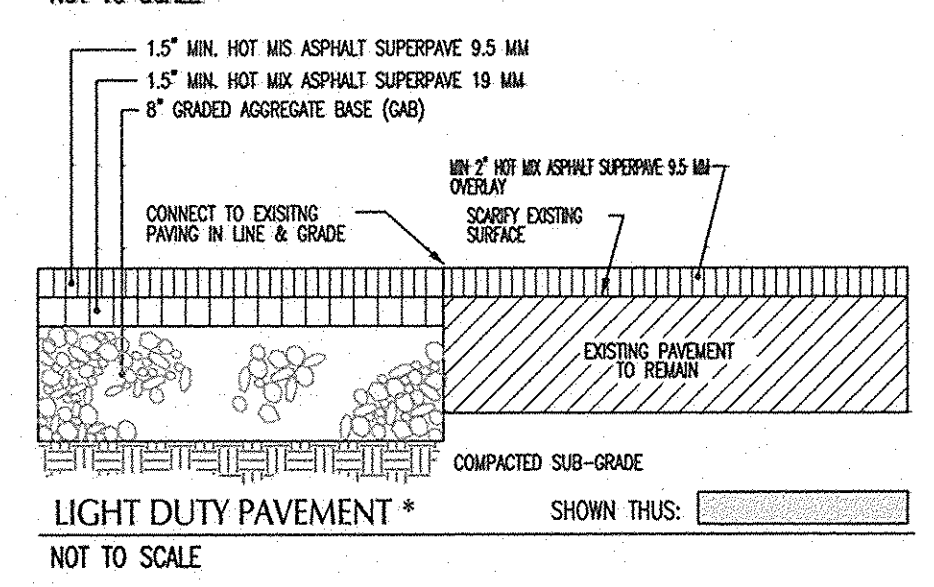 NOT TO SCALE
1.5" MIN. HOT MIS ASPHALT SUPERPAVE 9.5 MM
1.5" MIN. HOT MIX ASPHALT SUPERPAVE 19 MM
8" GRADED AGGREGATE BASE (GAB)
MIN 2" HOT MIX ASPHALT SUPERPAVE 9.5 MM
OVERLAY
CONNECT TO EXISITNG
PAVING IN LINE & GRADE
SCARIFY EXISTING
SURFACE
EXISTING PAVEMENT
TO REMAIN
COMPACTED SUB-GRADE
LIGHT DUTY PAVEMENT *
SHOWN THUS:
NOT TO SCALE